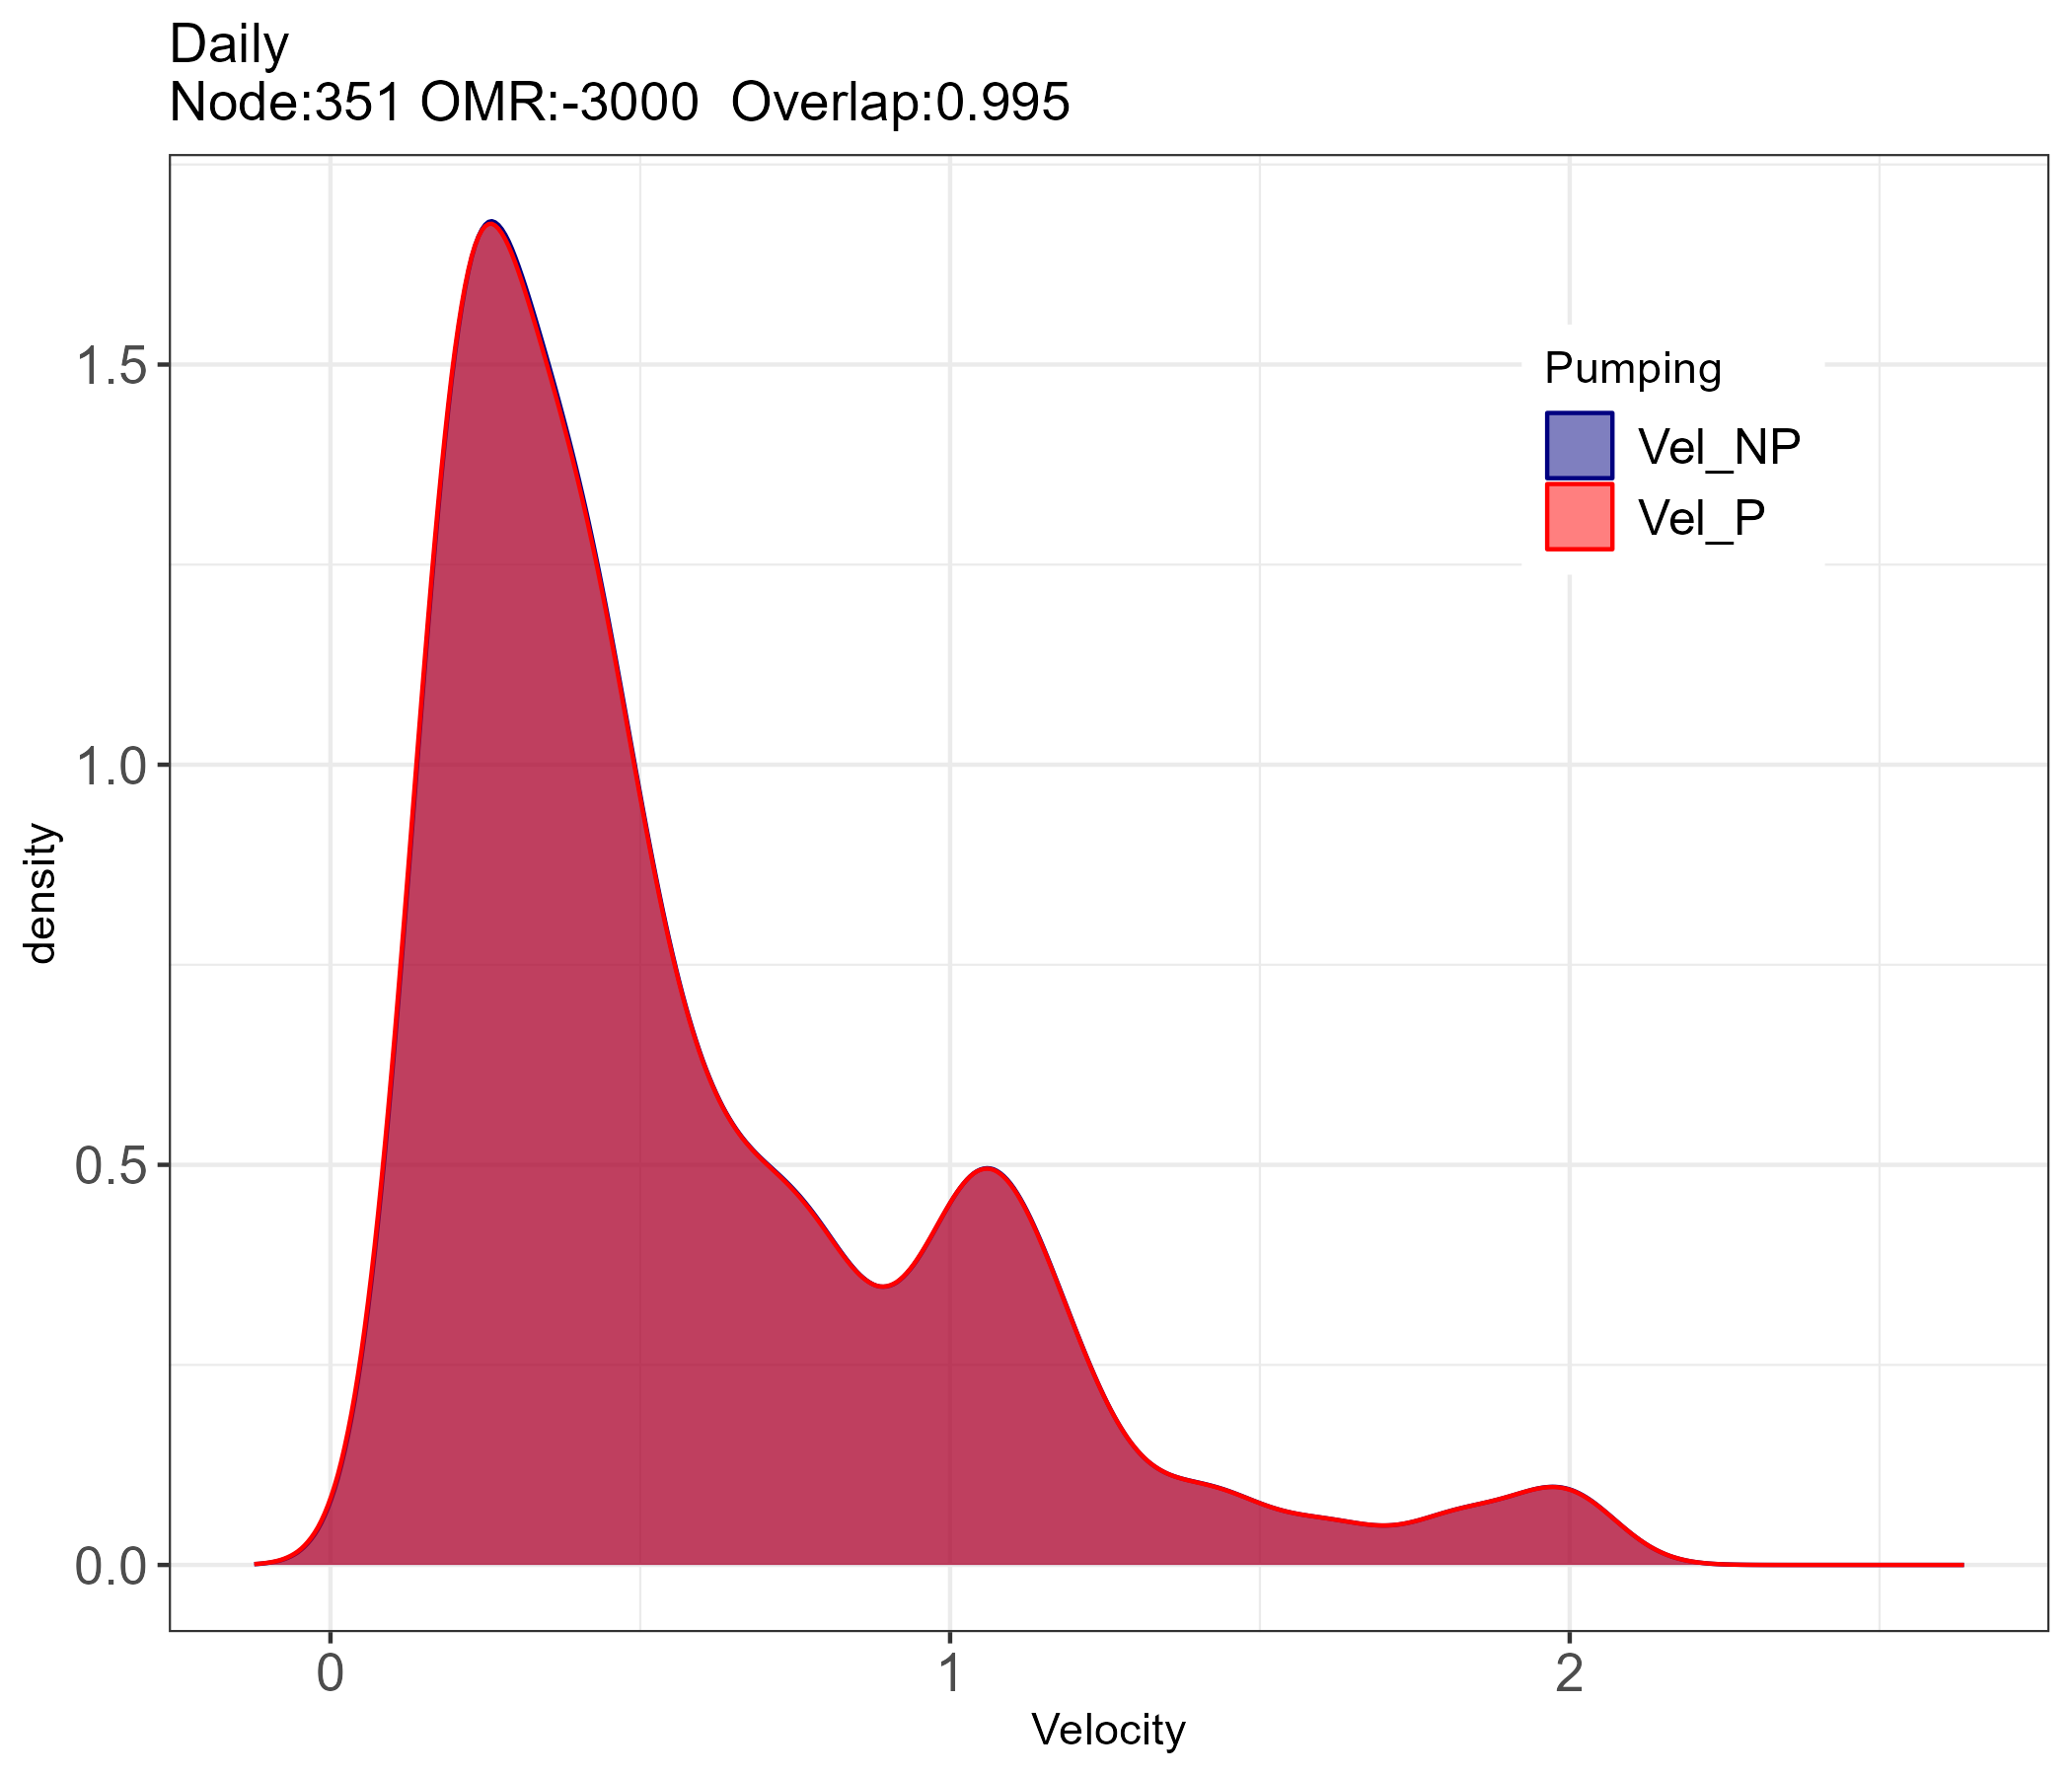 Daily
Node:351 OMR:-3000  Overlap:0.995
Pumping
Vel_NP
Vel_P
density
1.5
1.0
0.5
0.0
0
1
2
Velocity